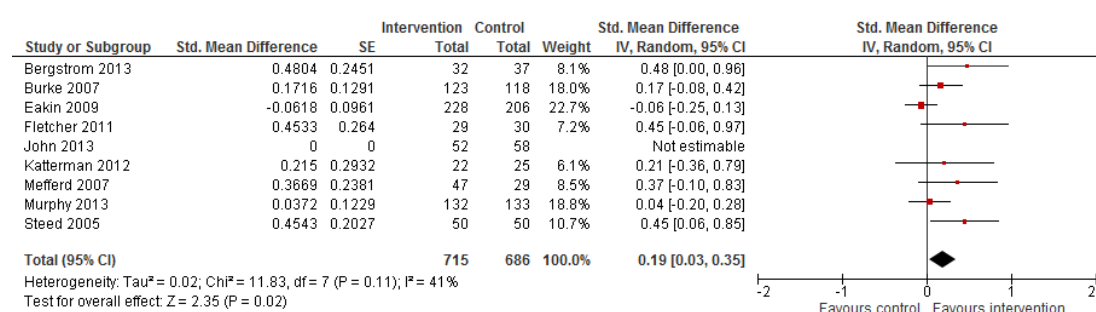 Intervention Control Std. Mean Difference Std. Mean Difference
Study or Subgroup Std. Mean Difference SE Total Total Weight IV, Random, 95% CI IV, Random, 95% CI
Bergstrom 2013 0.4804 0.2451 32 37 8.1% 0.48 [0.00, 0.96]
Burke 2007 0.1716 0.1291 123 118 18.0% 0.17 [-0.08, 0.42]
Eakin 2009 -0.0618 0.0961 228 206 22.7% -0.06 [-0.25, 0.13]
Fletcher 2011 0.4533 0.264 29 30 7.2% 0.45 [-0.06, 0.97]
John 2013 0 0 52 58 Not estimable
Katterman 2012 0.215 0.2932 22 25 6.1% 0.21 [-0.36, 0.79]
Mefferd 2007 0.3669 0.2381 47 29 8.5% 0.37 [-0.10, 0.83]
Murphy 2013 0.0372 0.1229 132 133 18.8% 0.04 [-0.20, 0.28]
Steed 2005 0.4543 0.2027 50 50 10.7% 0.45 [0.06, 0.85]
Total (95% CI) 715 686 100.0% 0.19 [0.03, 0.35]
Heterogeneity: Tau² = 0.02; Chi² = 11.83, df = 7 (P = 0.11); I² = 41%
Test for overall effect: Z = 2.35 (P = 0.02)
-2 -1 0 1 2
Favours control Favours intervention